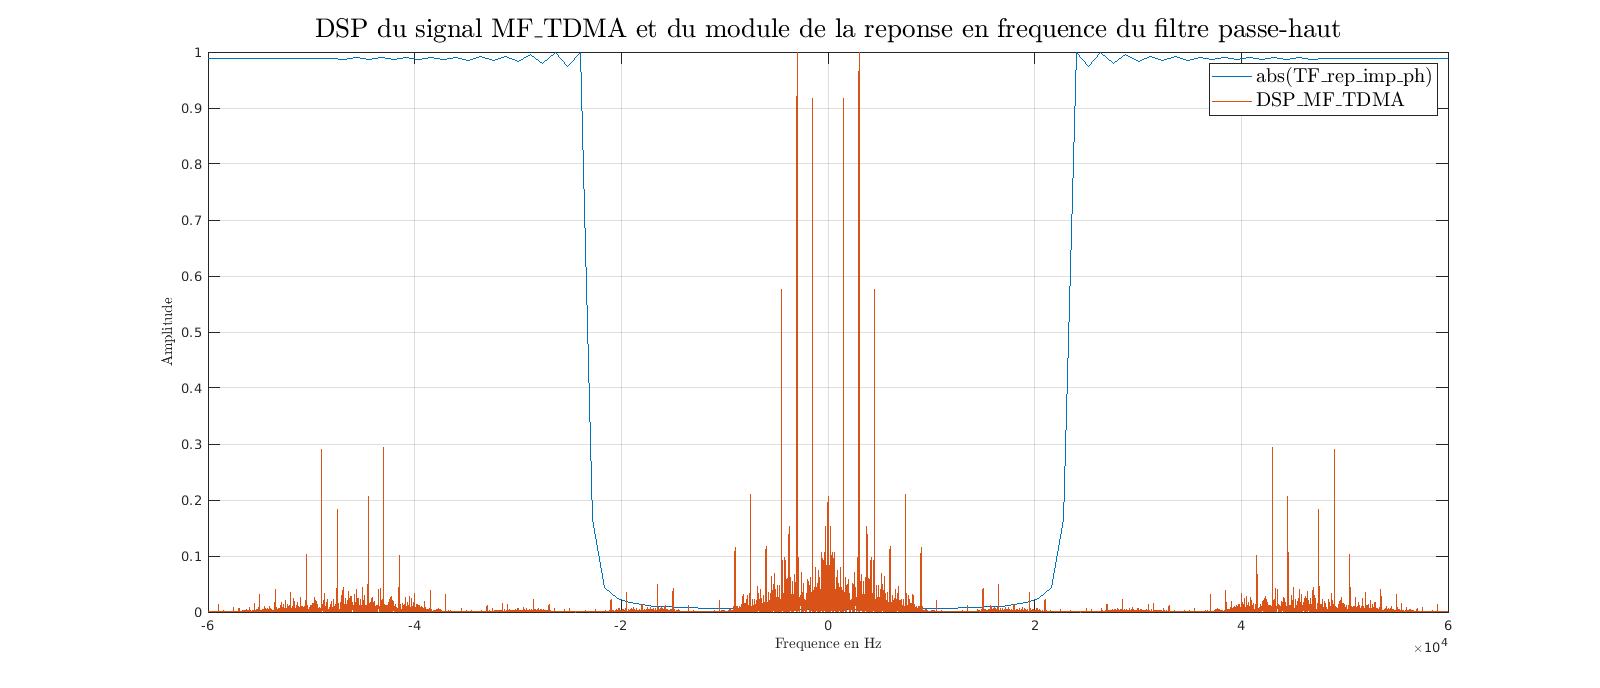 DSP du signal MF_TDMA et du module de la reponse en frequence du filtre passe-haut
1
0.9
0.8
0.7
0.6
0.5
0.4
0.3
0.2
0.1
0
Amplitude
abs(TF_rep_imp_ph)
DSP_MF_TDMA
-6 -4 -2 0 2 4 6
Frequence en Hz
×10⁴